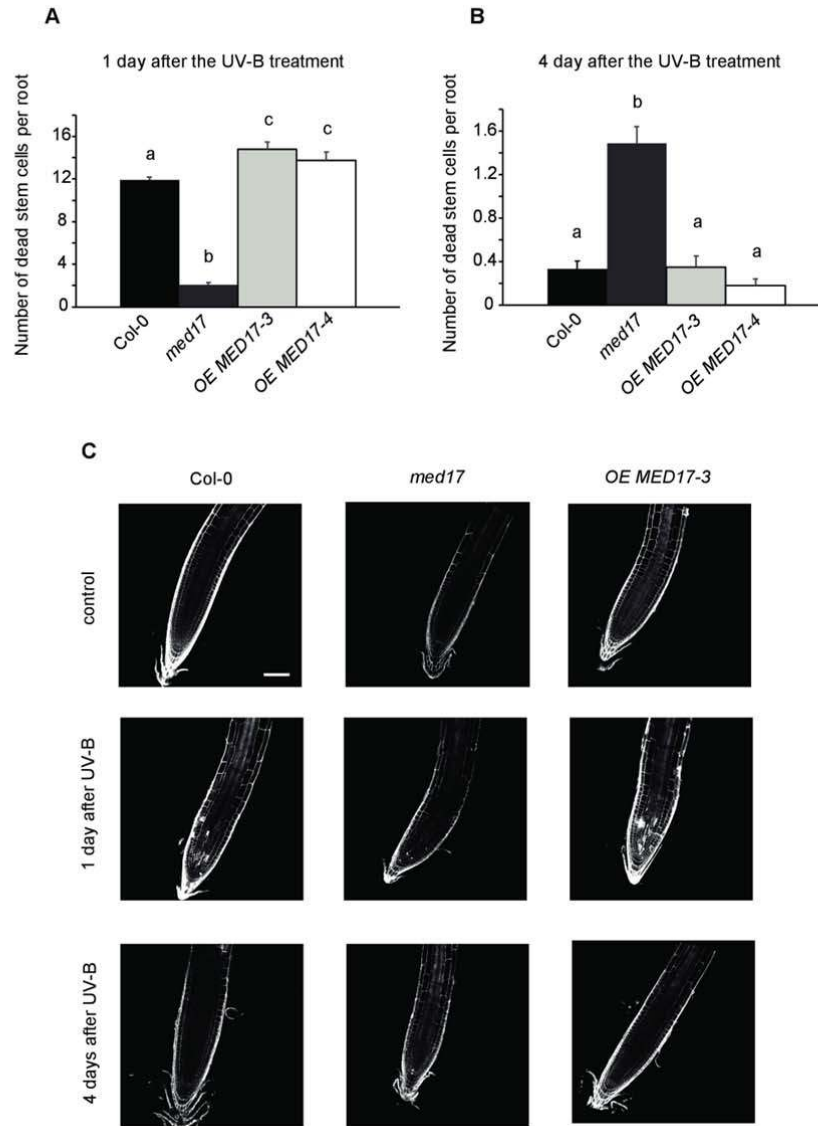 A
1 day after the UV-B treatment
Number of dead stem cells per root
16
12
8
4
0
a
b
c
c
Col-0
med17
OE MED17-3
OE MED17-4
B
4 day after the UV-B treatment
Number of dead stem cells per root
1.6
1.2
0.8
0.4
0
a
b
a
a
Col-0
med17
OE MED17-3
OE MED17-4
C
Col-0
med17
OE MED17-3
control
1 day after UV-B
4 days after UV-B